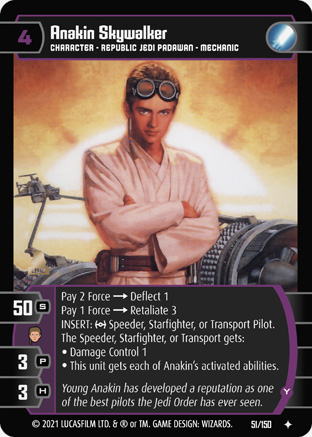 4
Anakin Skywalker
CHARACTER - REPUBLIC JEDI PADAWAN - MECHANIC
50 S
3 P
3 H
Pay 2 Force → Deflect 1
Pay 1 Force → Retaliate 3
INSERT: Speeder, Starfighter, or Transport Pilot.
The Speeder, Starfighter, or Transport gets:
• Damage Control 1
• This unit gets each of Anakin's activated abilities.
Young Anakin has developed a reputation as one
of the best pilots the Jedi Order has ever seen.
Y
© 2021 LUCASFILM LTD. & ® or TM. GAME DESIGN: WIZARDS.
51/150